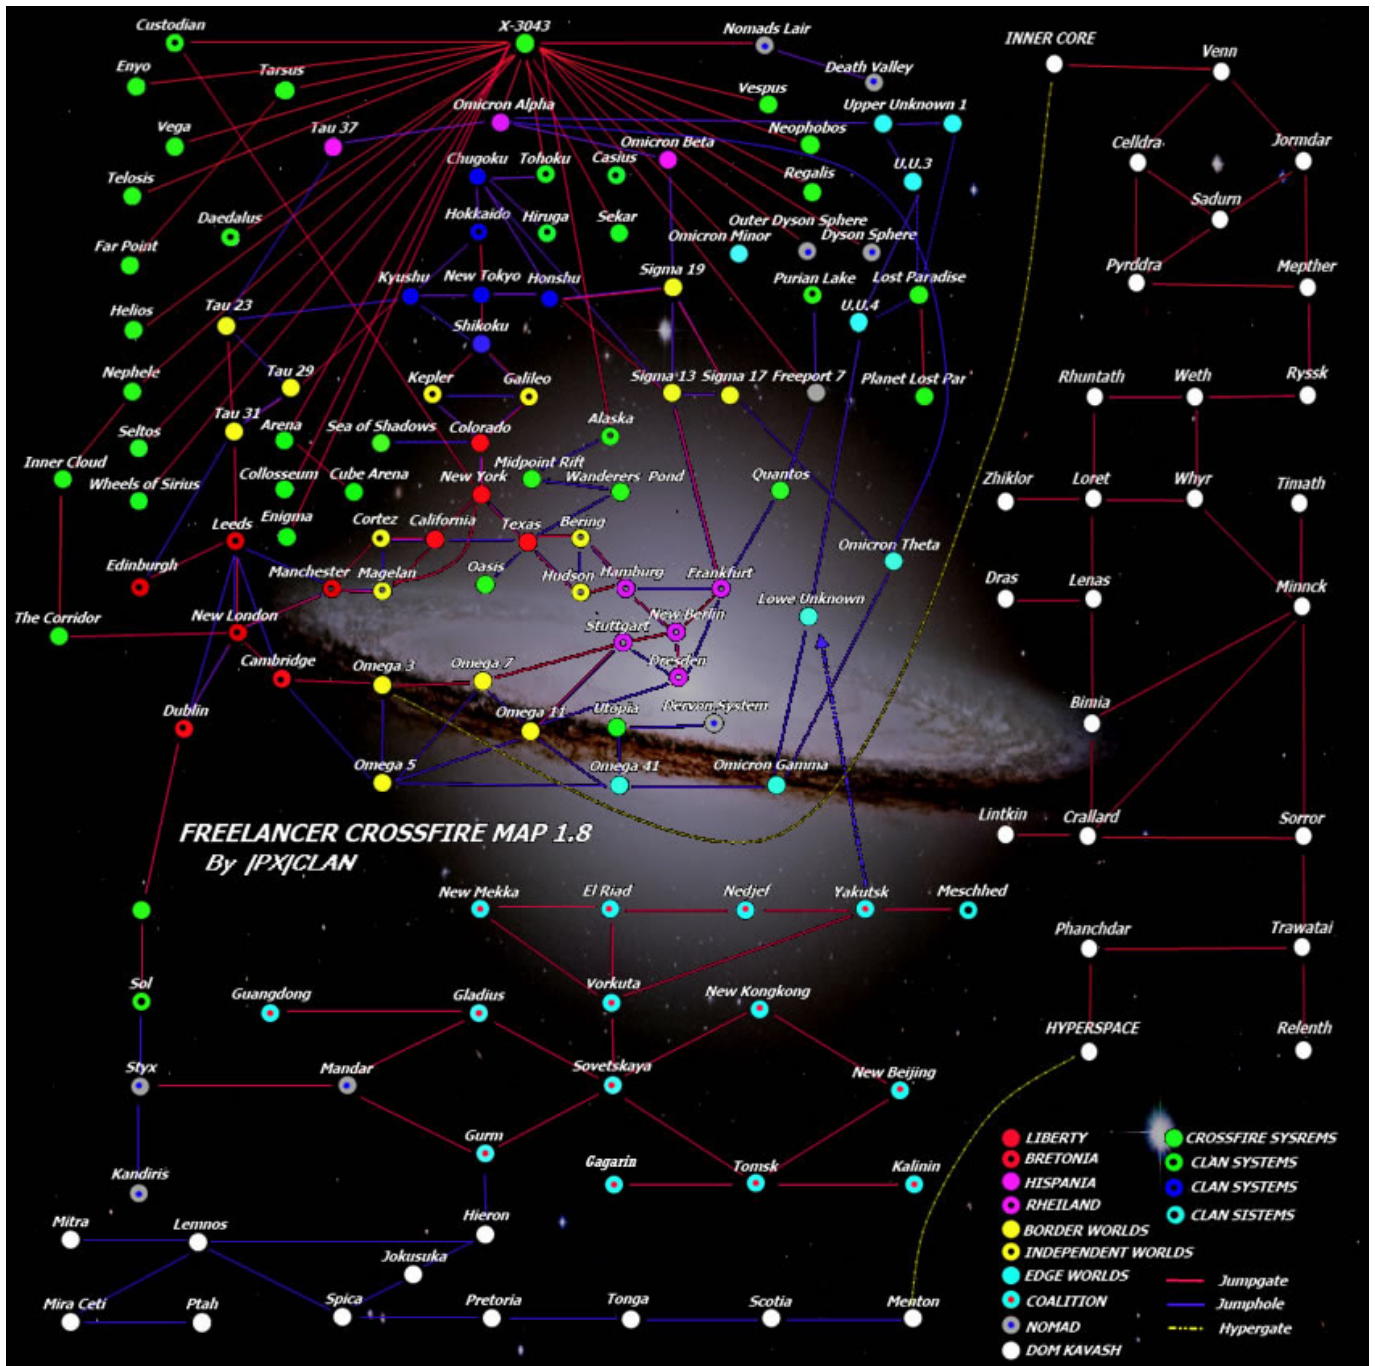 Custodian
X-3043
Nomads Lair
INNER CORE
Venn
Enyo
Tarsus
Death Valley
Vespus
Omicron Alpha
Upper Unknown 1
Vega
Tau 37
Neophobos
Omicron Beta
Celldra
Jormdar
Chugoku
Tohoku
Casius
U.U.3
Telosis
Regalis
Sadurn
Daedalus
Hokkaido
Hiruga
Sekar
Outer Dyson Sphere
Omicron Minor
Dyson Sphere
Far Point
Pyrddra
Mepther
Kyushu
New Tokyo
Honshu
Sigma 19
Purian Lake
Lost Paradise
Helios
Tau 23
U.U.4
Shikoku
Nephele
Tau 29
Kepler
Galileo
Sigma 13
Sigma 17
Freeport 7
Planet Lost Par
Rhuntath
Weth
Ryssk
Seltos
Tau 31
Arena
Sea of Shadows
Colorado
Alaska
Inner Cloud
Wheels of Sirius
Collosseum
Cube Arena
New York
Midpoint Rift
Wanderers Pond
Quantos
Zhiklor
Loret
Whyr
Timath
Leeds
Enigma
Cortez
California
Texas
Bering
Omicron Theta
Edinburgh
Manchester
Magelan
Oasis
Hudson
Hamburg
Frankfurt
Dras
Lenas
Minnck
The Corridor
New London
Lowe Unknown
Stuttgart
New Berlin
Cambridge
Omega 3
Omega 7
Dresden
Dublin
Omega 11
Utopia
Dervon System
Bimia
Omega 5
Omega 41
Omicron Gamma
FREELANCER CROSSFIRE MAP 1.8
By |PX|CLAN
Lintkin
Crallard
Sorror
New Mekka
El Riad
Nedjef
Yakutsk
Meschhed
Phanchdar
Trawatai
Sol
Guangdong
Gladius
Vorkuta
New Kongkong
HYPERSPACE
Relenth
Styx
Mandar
Sovetskaya
New Beijing
Gurm
Gagarin
Tomsk
Kalinin
Kandiris
Mitra
Lemnos
Hieron
Jokusuka
Mira Ceti
Ptah
Spica
Pretoria
Tonga
Scotia
Menton
LIBERTY
BRETONIA
HISPANIA
RHEILAND
BORDER WORLDS
INDEPENDENT WORLDS
EDGE WORLDS
COALITION
NOMAD
DOM KAVASH
CROSSFIRE SYSREMS
CLAN SYSTEMS
CLAN SYSTEMS
CLAN SISTEMS
Jumpgate
Jumphole
Hypergate